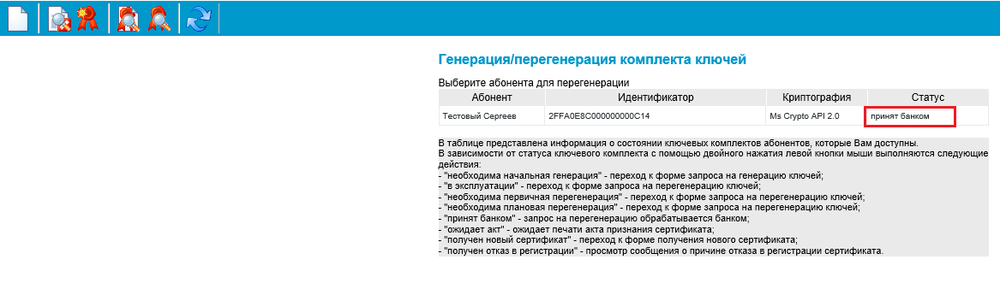 Генерация/перегенерация комплекта ключей
Выберите абонента для перегенерации
Абонент Идентификатор Криптография Статус
Тестовый Сергеев 2FFA0E8C000000000C14 Ms Crypto API 2.0 принят банком
В таблице представлена информация о состоянии ключевых комплектов абонентов, которые Вам доступны.
В зависимости от статуса ключевого комплекта с помощью двойного нажатия левой кнопки мыши выполняются следующие
действия:
- "необходима начальная генерация" - переход к форме запроса на генерацию ключей;
- "в эксплуатации" - переход к форме запроса на перегенерацию ключей;
- "необходима первичная перегенерация" - переход к форме запроса на перегенерацию ключей;
- "необходима плановая перегенерация" - переход к форме запроса на перегенерацию ключей;
- "принят банком" - запрос на перегенерацию обрабатывается банком;
- "ожидает акт" - ожидает печати акта признания сертификата;
- "получен новый сертификат" - переход к форме получения нового сертификата;
- "получен отказ в регистрации" - просмотр сообщения о причине отказа в регистрации сертификата.